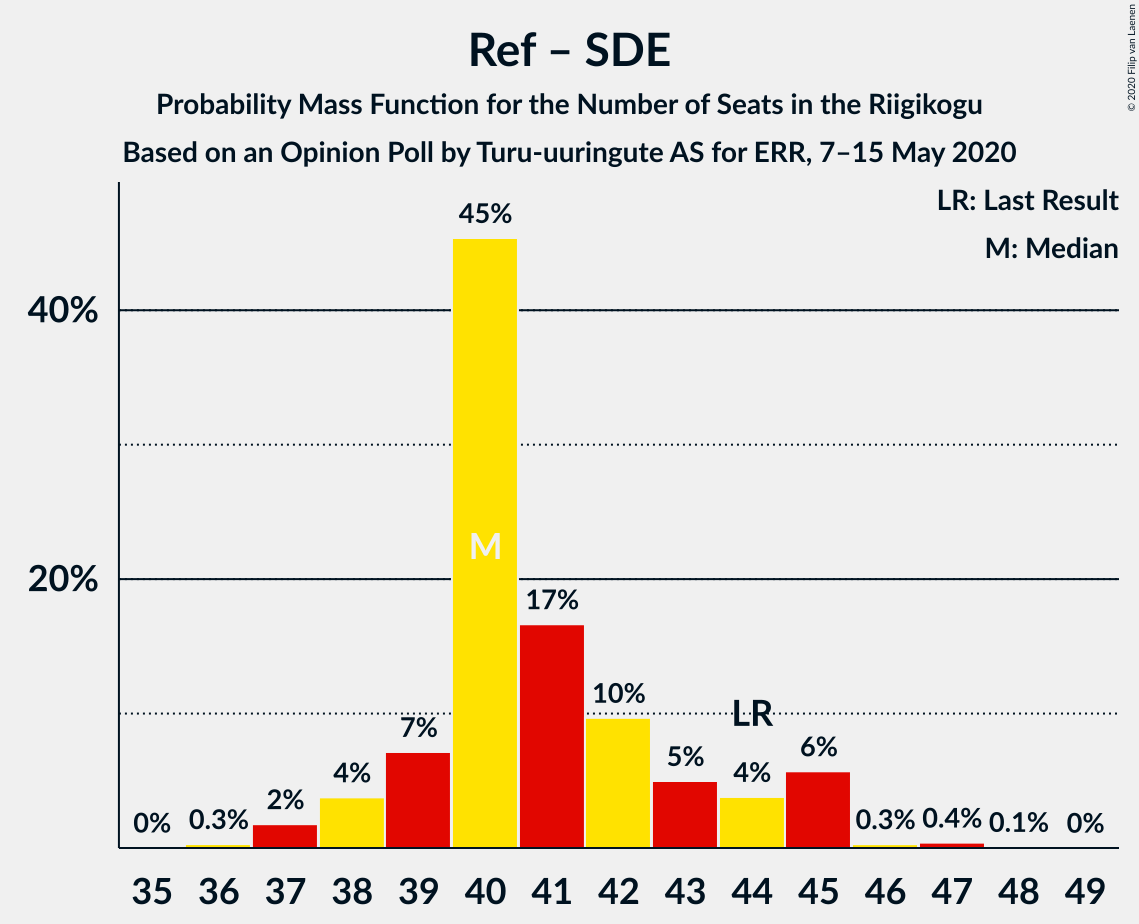 Ref – SDE
Probability Mass Function for the Number of Seats in the Riigikogu
Based on an Opinion Poll by Turu-uuringute AS for ERR, 7–15 May 2020
© 2020 Filip van Laenen
LR: Last Result
M: Median
40%
20%
0%
0.3%
2%
4%
7%
45%
M
17%
10%
5%
LR
4%
6%
0.3%
0.4%
0.1%
0%
35 36 37 38 39 40 41 42 43 44 45 46 47 48 49